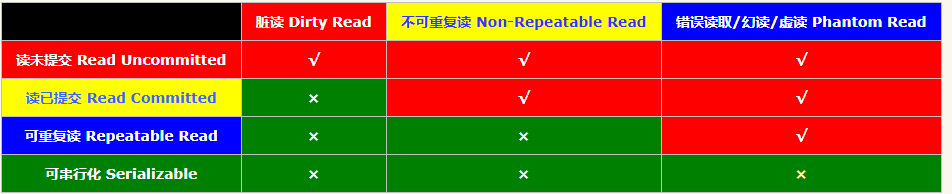 脏读 Dirty Read 不可重复读 Non-Repeatable Read 错误读取/幻读/虚读 Phantom Read
读未提交 Read Uncommitted √ √ √
读已提交 Read Committed × √ √
可重复读 Repeatable Read × × √
可串行化 Serializable × × ×